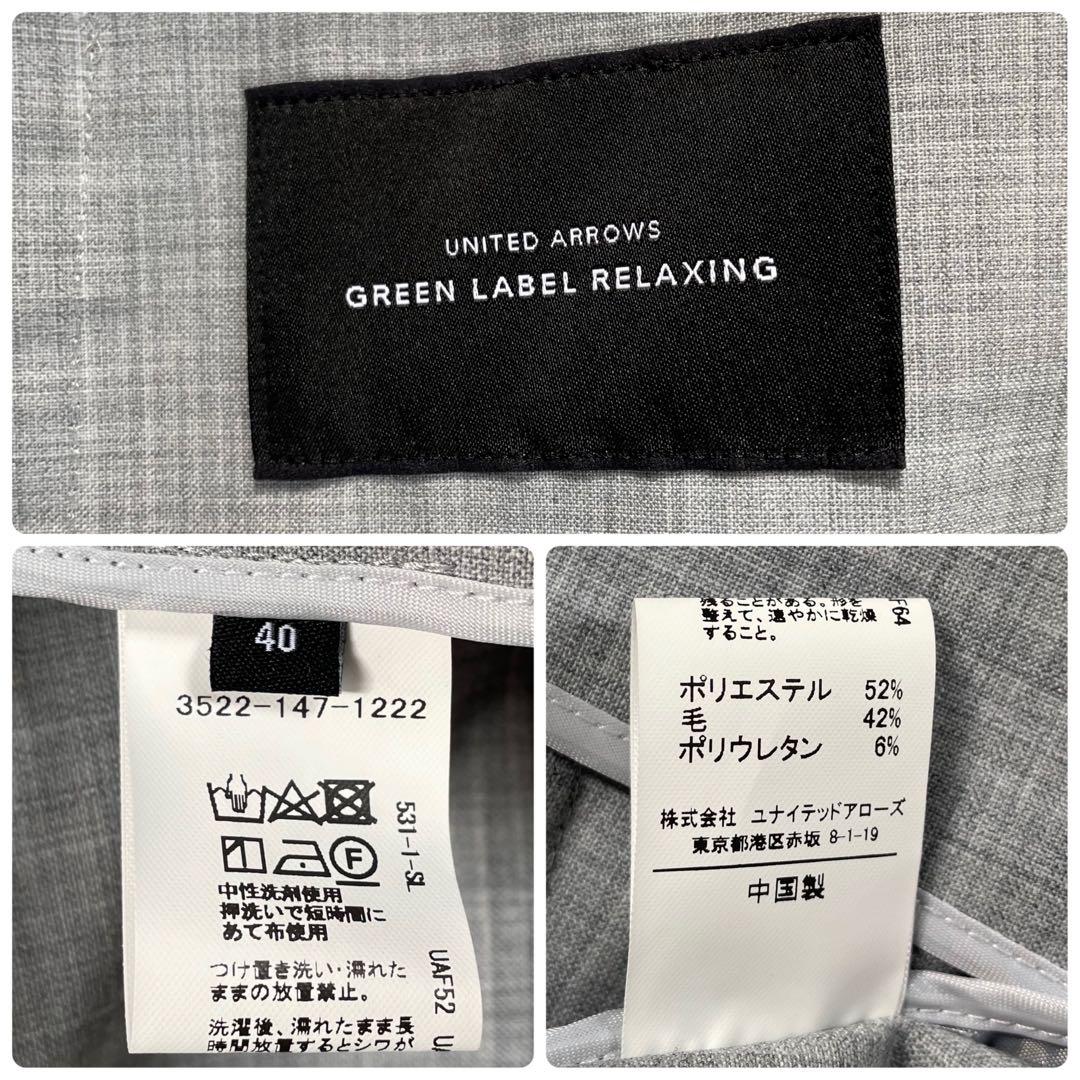 UNITED ARROWS
GREEN LABEL RELAXING
40
3522-147-1222
531-1-SL
F
中性洗剤使用
押洗いで短時間に
あて布使用
つけ置き洗い・濡れた
ままの放置禁止。
洗濯後、濡れたまま長
時間放置するとシワが
UAF52
残ることがある。形を
整えて、速やかに乾燥
すること。
F64
ポリエステル 52%
毛 42%
ポリウレタン 6%
株式会社 ユナイテッドアローズ
東京都港区赤坂 8-1-19
中国製